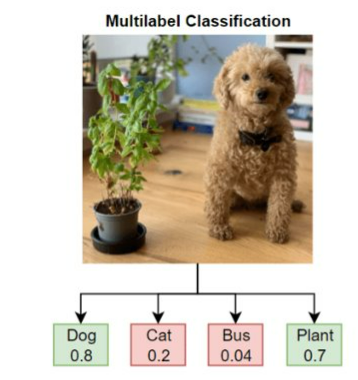 Multilabel Classification
Dog
0.8
Cat
0.2
Bus
0.04
Plant
0.7